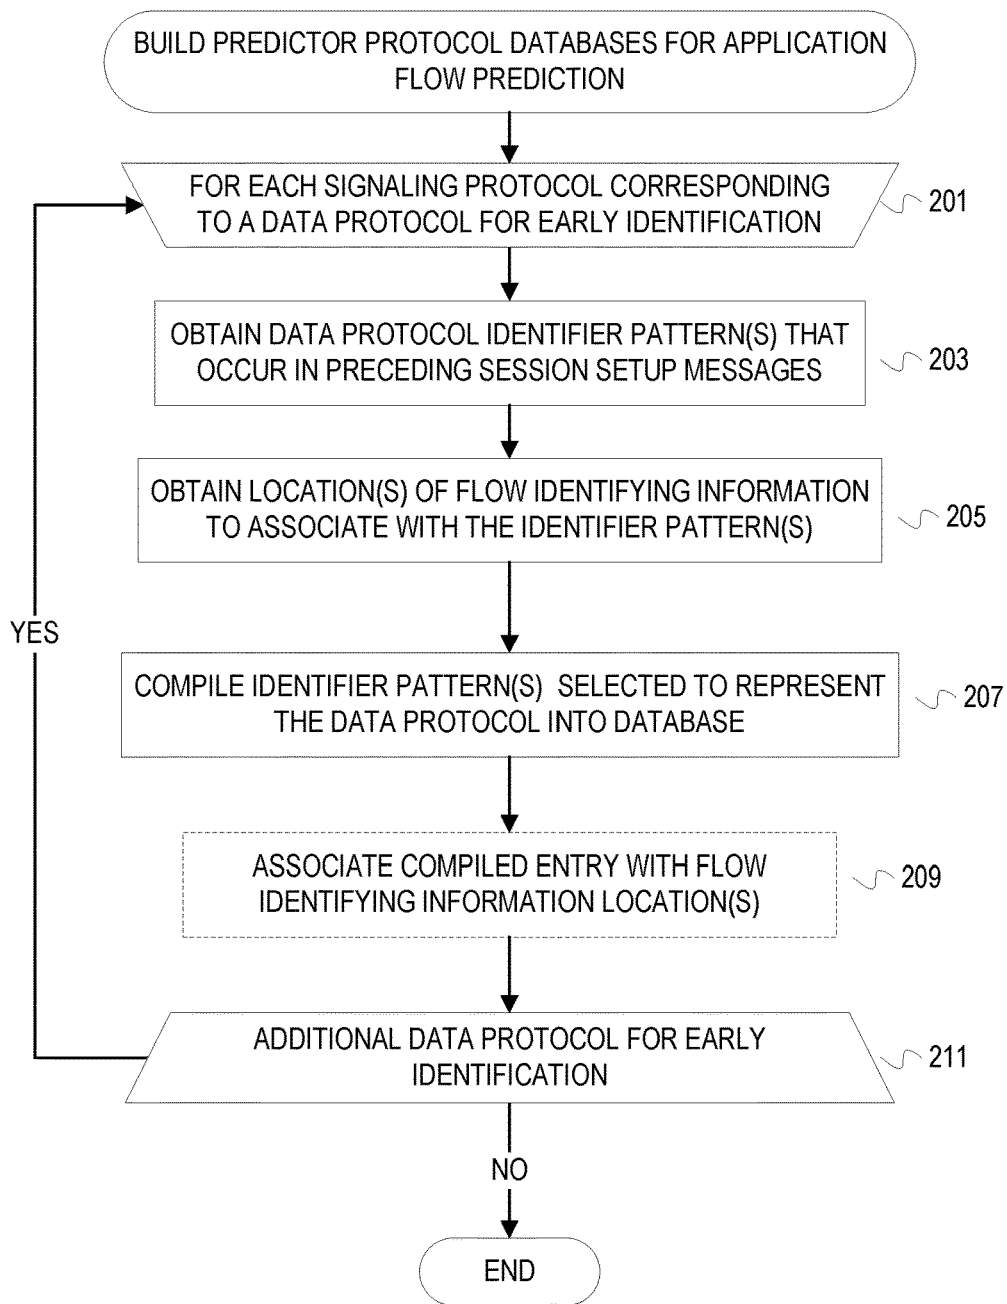 BUILD PREDICTOR PROTOCOL DATABASES FOR APPLICATION
FLOW PREDICTION
FOR EACH SIGNALING PROTOCOL CORRESPONDING
TO A DATA PROTOCOL FOR EARLY IDENTIFICATION
201
OBTAIN DATA PROTOCOL IDENTIFIER PATTERN(S) THAT
OCCUR IN PRECEDING SESSION SETUP MESSAGES
203
OBTAIN LOCATION(S) OF FLOW IDENTIFYING INFORMATION
TO ASSOCIATE WITH THE IDENTIFIER PATTERN(S)
205
YES
COMPILE IDENTIFIER PATTERN(S) SELECTED TO REPRESENT
THE DATA PROTOCOL INTO DATABASE
207
ASSOCIATE COMPILED ENTRY WITH FLOW
IDENTIFYING INFORMATION LOCATION(S)
209
ADDITIONAL DATA PROTOCOL FOR EARLY
IDENTIFICATION
211
NO
END